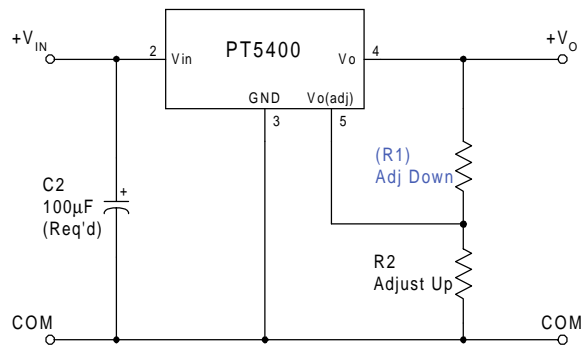 +VIN
+VO
2
Vin
PT5400
Vo
4
GND
Vo(adj)
3
5
(R1)
Adj Down
C2
+
100µF
(Req'd)
R2
Adjust Up
COM
COM